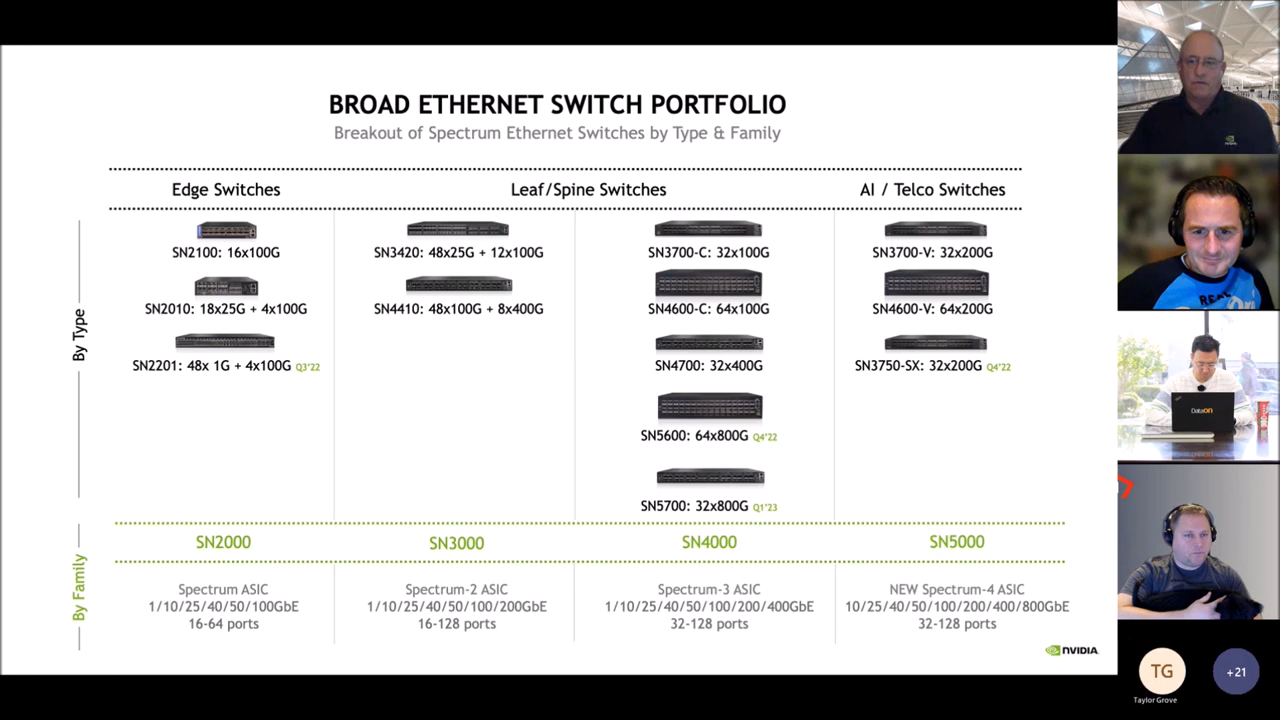 BROAD ETHERNET SWITCH PORTFOLIO
Breakout of Spectrum Ethernet Switches by Type & Family
Edge Switches
Leaf/Spine Switches
AI / Telco Switches
By Type
SN2100: 16x100G
SN3420: 48x25G + 12x100G
SN3700-C: 32x100G
SN3700-V: 32x200G
SN2010: 18x25G + 4x100G
SN4410: 48x100G + 8x400G
SN4600-C: 64x100G
SN4600-V: 64x200G
SN2201: 48x 1G + 4x100G Q3'22
SN4700: 32x400G
SN3750-SX: 32x200G Q4'22
SN5600: 64x800G Q4'22
SN5700: 32x800G Q1'23
By Family
SN2000
SN3000
SN4000
SN5000
Spectrum ASIC
1/10/25/40/50/100GbE
16-64 ports
Spectrum-2 ASIC
1/10/25/40/50/100/200GbE
16-128 ports
Spectrum-3 ASIC
1/10/25/40/50/100/200/400GbE
32-128 ports
NEW Spectrum-4 ASIC
10/25/40/50/100/200/400/800GbE
32-128 ports
NVIDIA
DataON
TG
Taylor Grove
+21